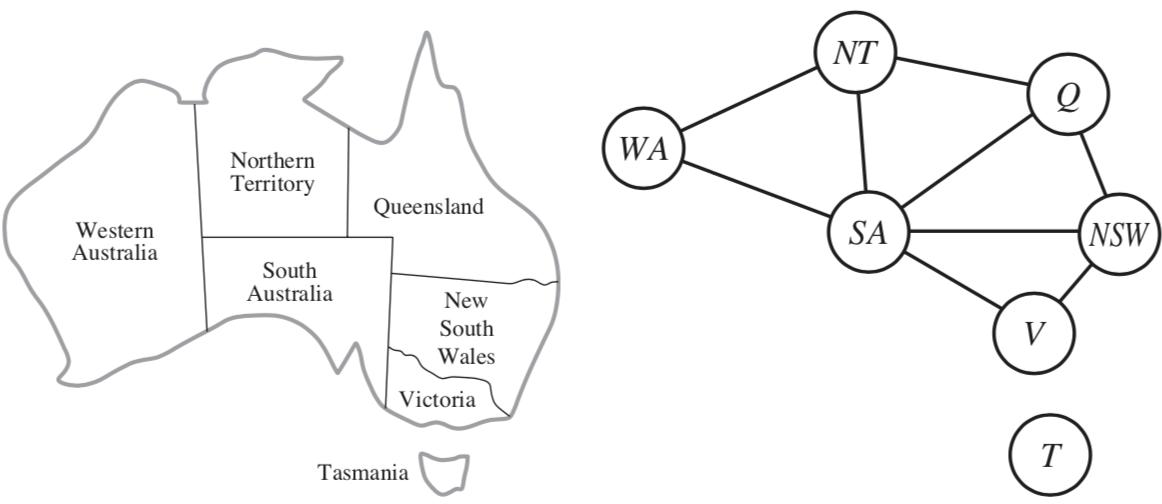 Northern
Territory
Western
Australia
Queensland
South
Australia
New
South
Wales
Victoria
Tasmania
NT
Q
WA
SA
NSW
V
T